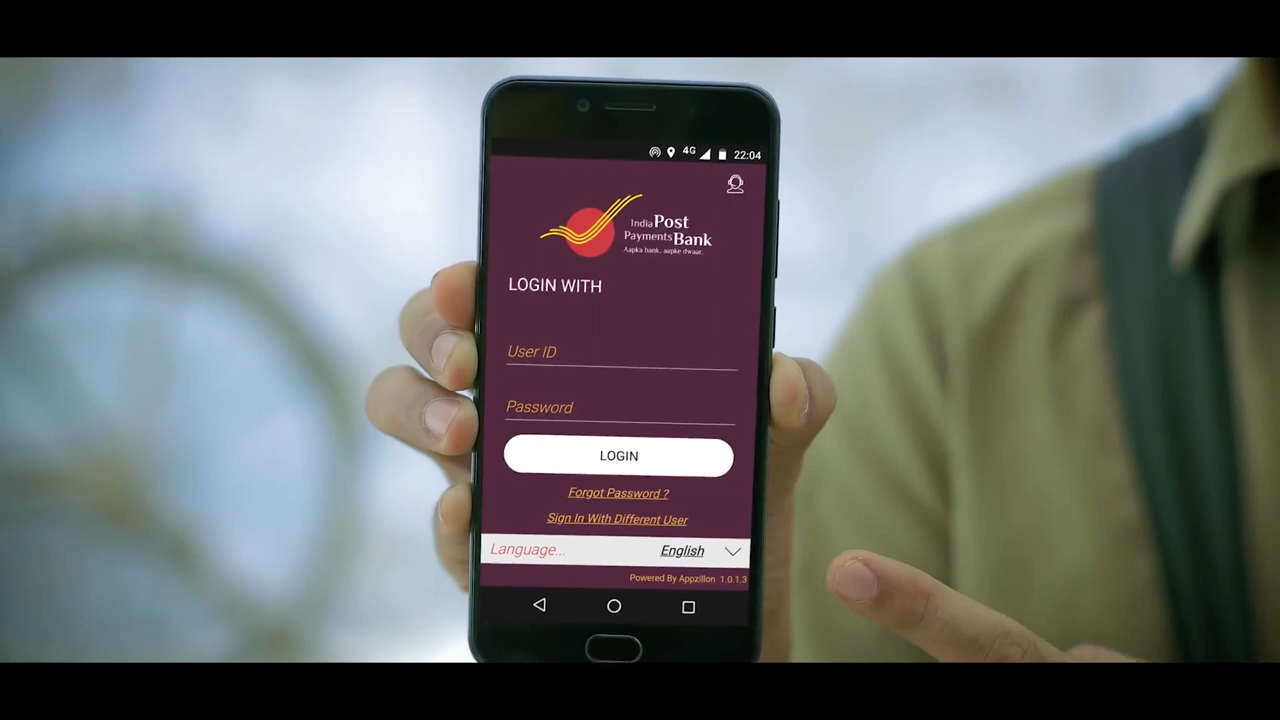 4G 22:04
India Post
Payments Bank
Aapka bank, aapke dwaar.
LOGIN WITH
User ID
Password
LOGIN
Forgot Password ?
Sign In With Different User
Language... English
Powered By Appzillon 1.0.1.3